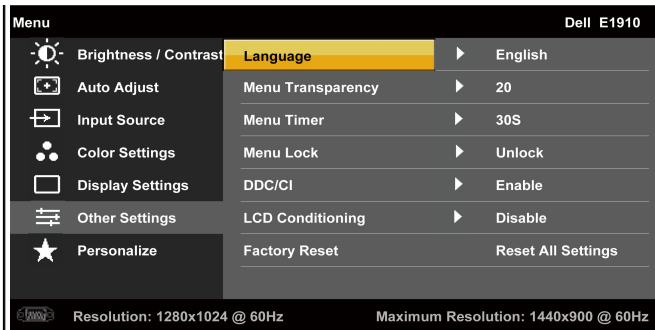 Menu Dell E1910
Brightness / Contrast Language English
Auto Adjust Menu Transparency 20
Input Source Menu Timer 30S
Color Settings Menu Lock Unlock
Display Settings DDC/CI Enable
Other Settings LCD Conditioning Disable
Personalize Factory Reset Reset All Settings
Resolution: 1280x1024 @ 60Hz Maximum Resolution: 1440x900 @ 60Hz